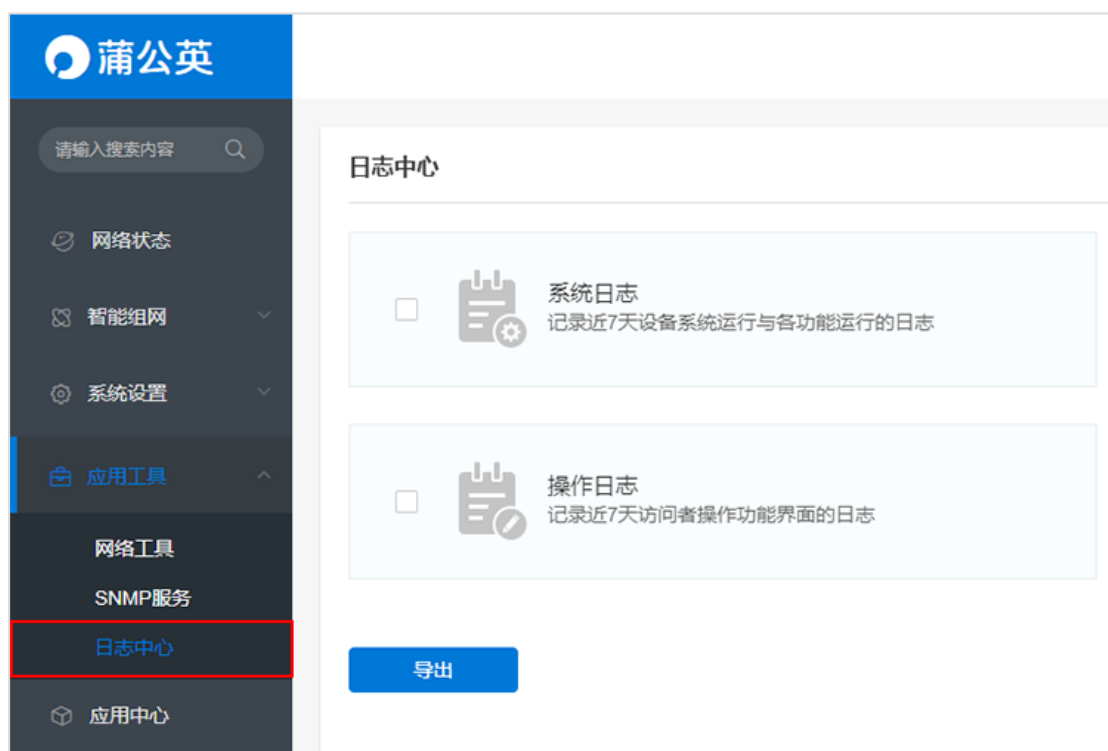 蒲公英
请输入搜索内容
网络状态
智能组网
系统设置
应用工具
网络工具
SNMP服务
日志中心
应用中心
日志中心
系统日志
记录近7天设备系统运行与各功能运行的日志
操作日志
记录近7天访问者操作功能界面的日志
导出